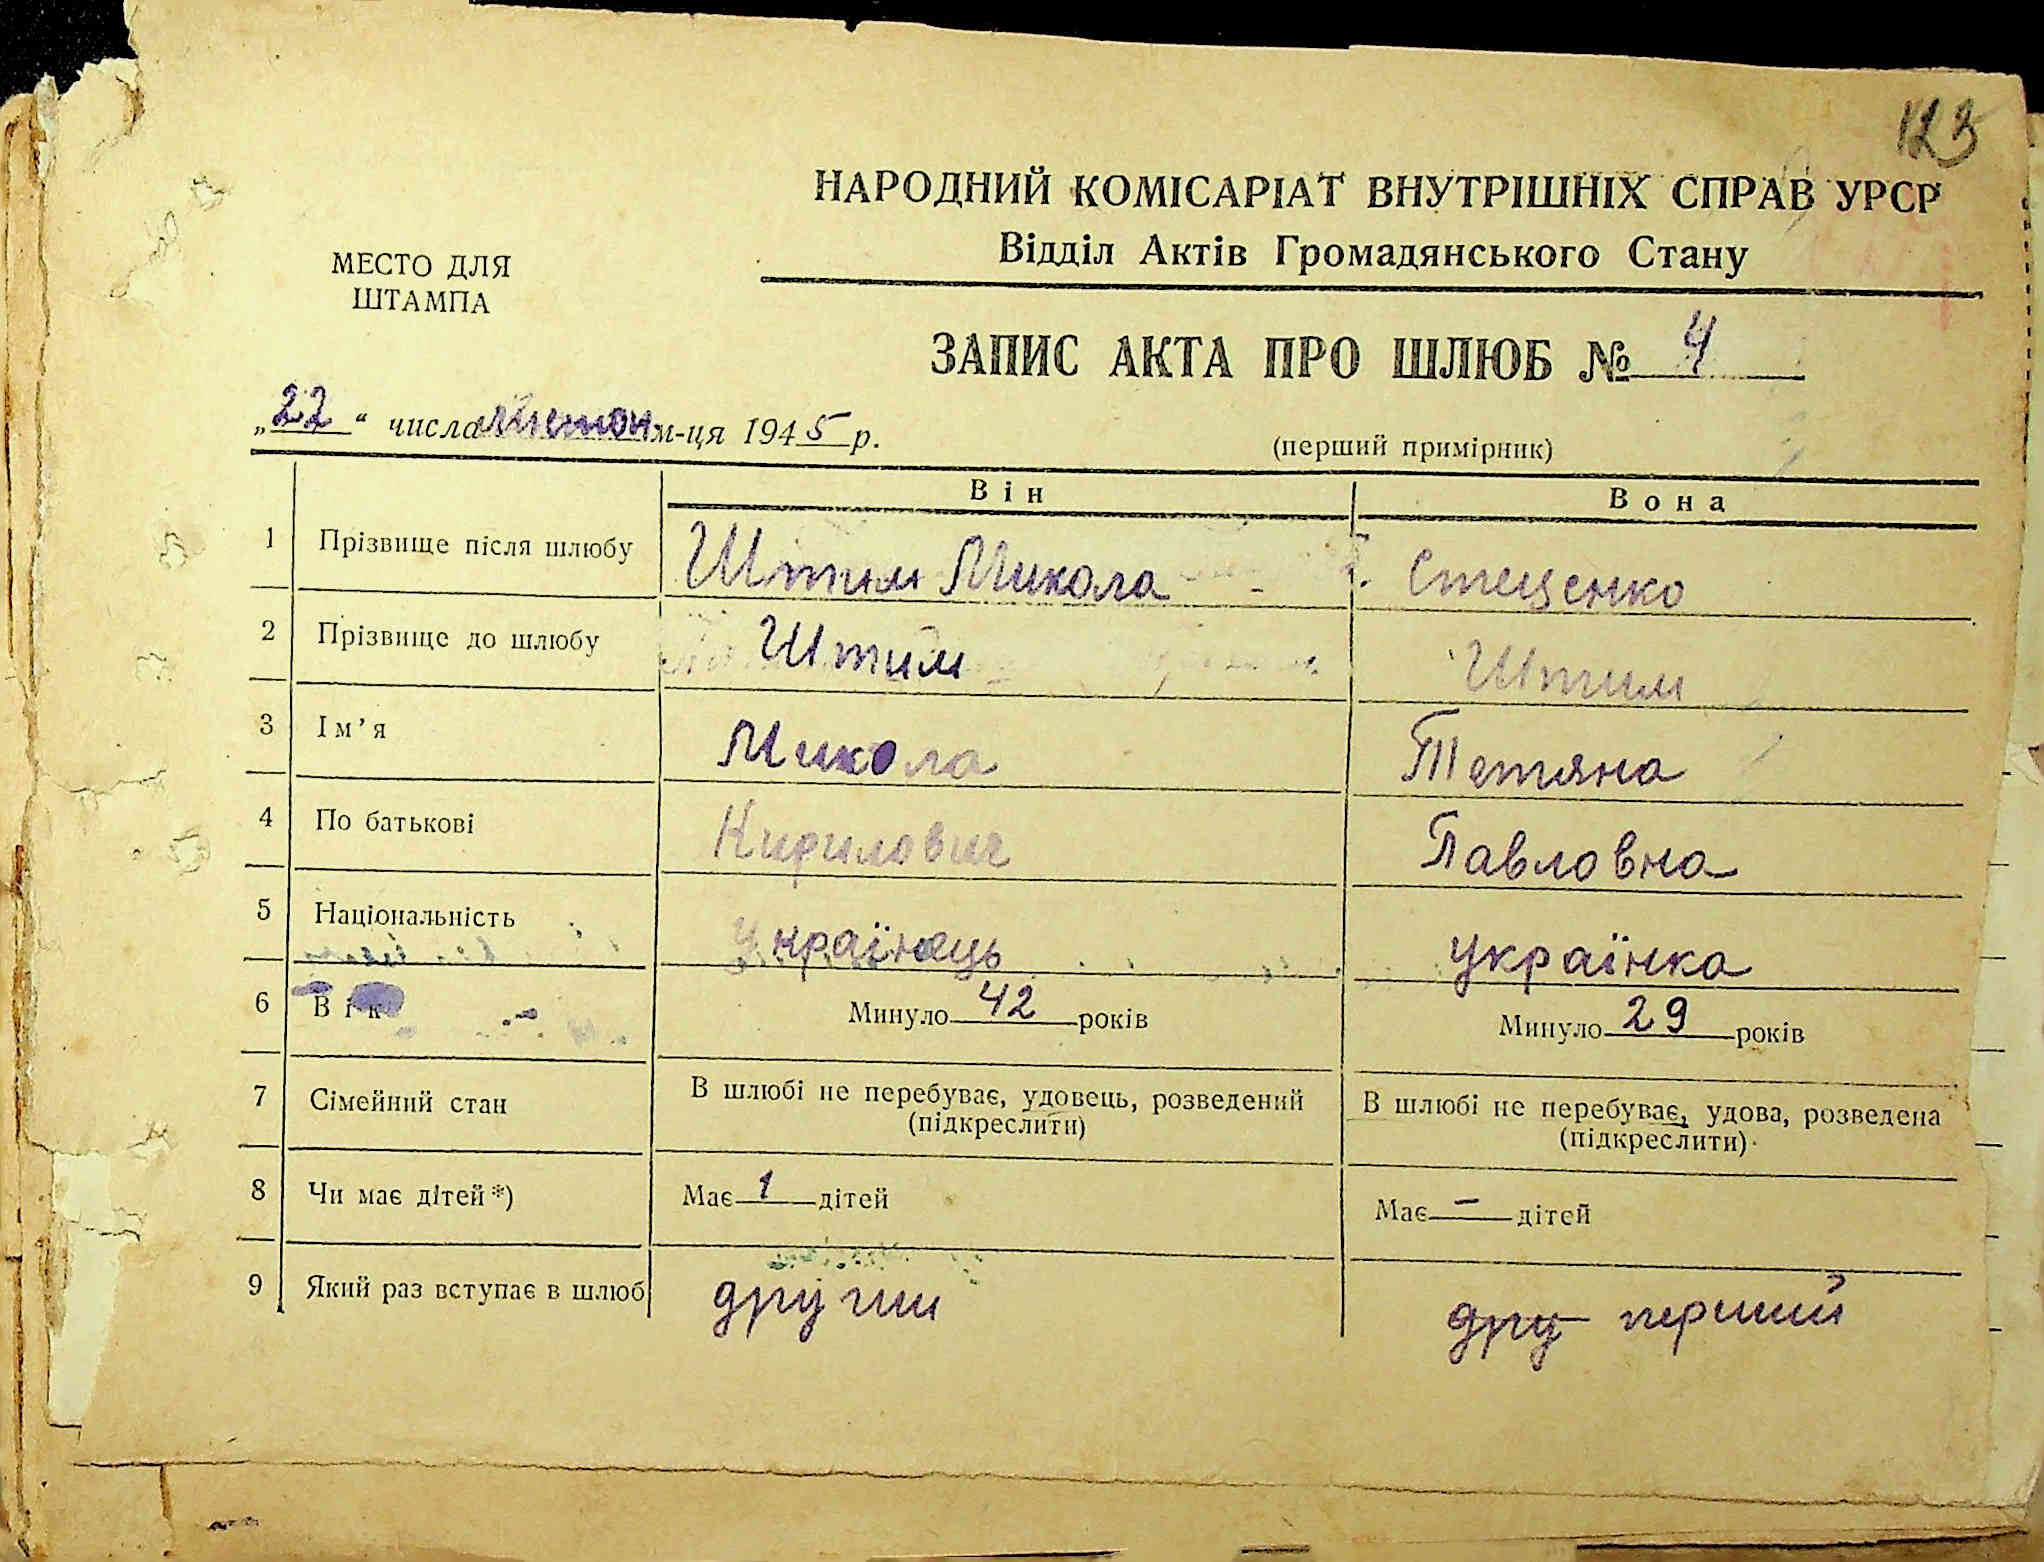 123
НАРОДНИЙ КОМІСАРІАТ ВНУТРІШНІХ СПРАВ УРСР
Відділ Актів Громадянського Стану
МЕСТО ДЛЯ
ШТАМПА
ЗАПИС АКТА ПРО ШЛЮБ № 4
„22“ числа листоп м-ця 1945 р.
(перший примірник)
Він Вона
1 Прізвище після шлюбу Штим Микола Стеценко
2 Прізвище до шлюбу Штим Штим
3 Ім’я Микола Тетяна
4 По батькові Кирилович Павловна
5 Національність Українець українка
6 Вік Минуло 42 років Минуло 29 років
7 Сімейний стан В шлюбі не перебуває, удовець, розведений В шлюбі не перебуває, удова, розведена
(підкреслити) (підкреслити)
8 Чи має дітей*) Має 1 дітей Має – дітей
9 Який раз вступає в шлюб другий дру перший